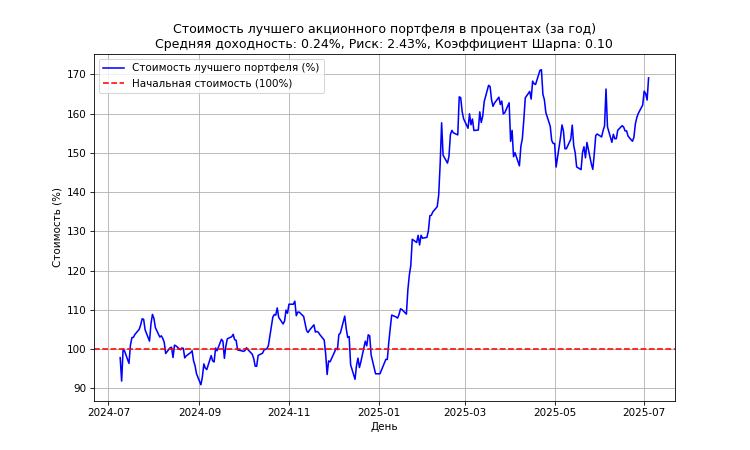 Стоимость лучшего акционного портфеля в процентах (за год)
Средняя доходность: 0.24%, Риск: 2.43%, Коэффициент Шарпа: 0.10
Стоимость лучшего портфеля (%)
Начальная стоимость (100%)
Стоимость (%)
170
160
150
140
130
120
110
100
90
2024-07 2024-09 2024-11 2025-01 2025-03 2025-05 2025-07
День